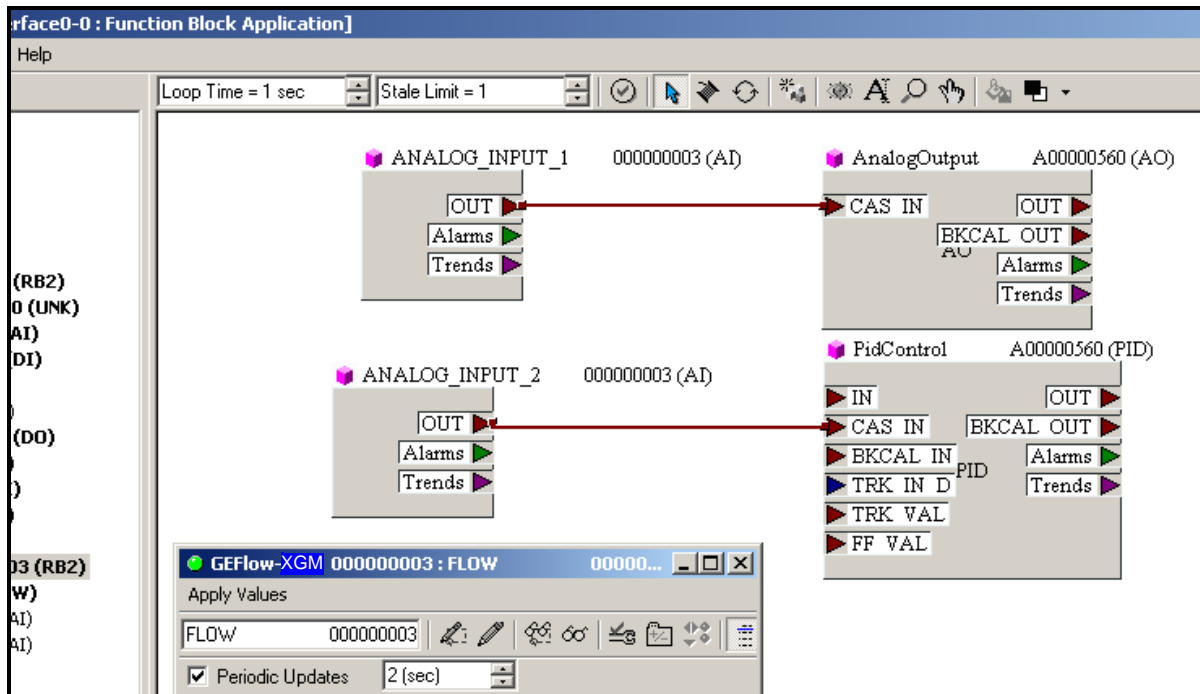 rface0-0 : Function Block Application]
Help
Loop Time = 1 sec
Stale Limit = 1
(RB2)
0 (UNK)
AI)
(DI)
)
(DO)
)
)
)
03 (RB2)
W)
AI)
AI)
ANALOG_INPUT_1 000000003 (AI)
OUT
Alarms
Trends
AnalogOutput A00000560 (AO)
CAS IN
OUT
BKCAL OUT
AO
Alarms
Trends
ANALOG_INPUT_2 000000003 (AI)
OUT
Alarms
Trends
PidControl A00000560 (PID)
IN
CAS IN
BKCAL IN
TRK IN D
TRK VAL
FF VAL
OUT
BKCAL OUT
PID
Alarms
Trends
GEFlow-XGM 000000003 : FLOW 00000...
Apply Values
FLOW 000000003
Periodic Updates 2 (sec)